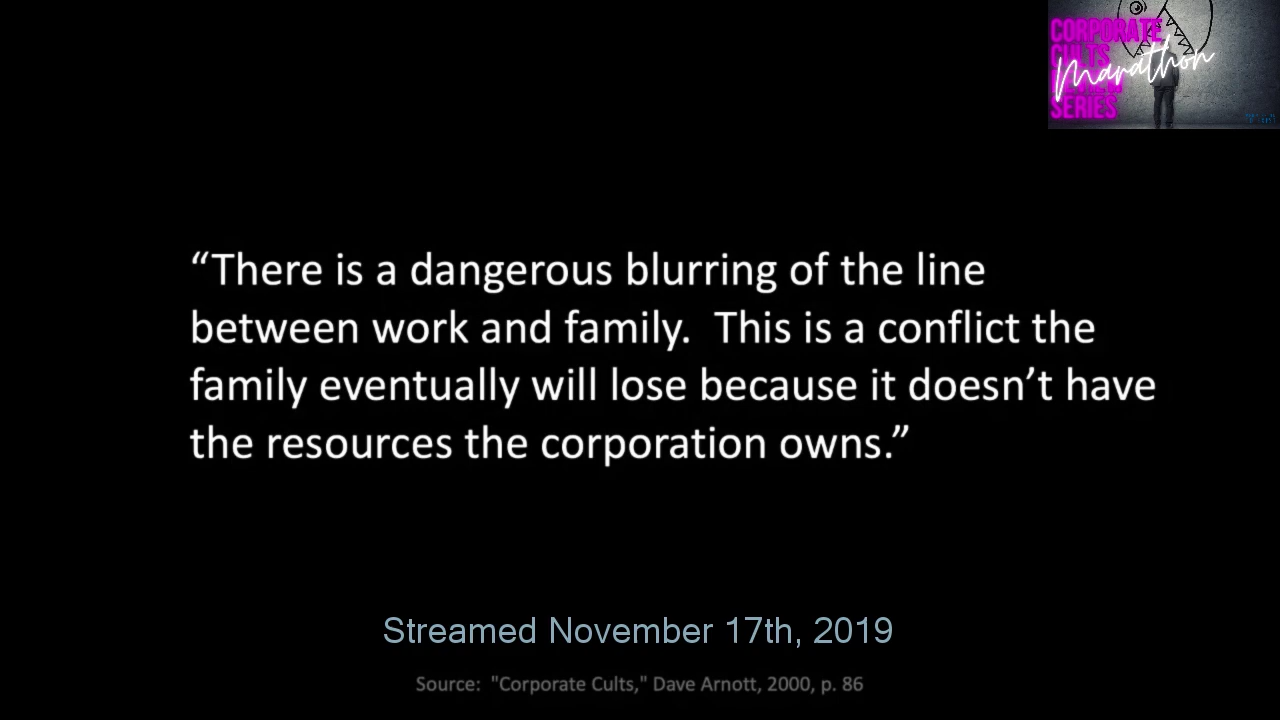 CORPORATE
CULTS
Marathon
SERIES
“There is a dangerous blurring of the line
between work and family.  This is a conflict the
family eventually will lose because it doesn’t have
the resources the corporation owns.”
Streamed November 17th, 2019
Source:  "Corporate Cults," Dave Arnott, 2000, p. 86